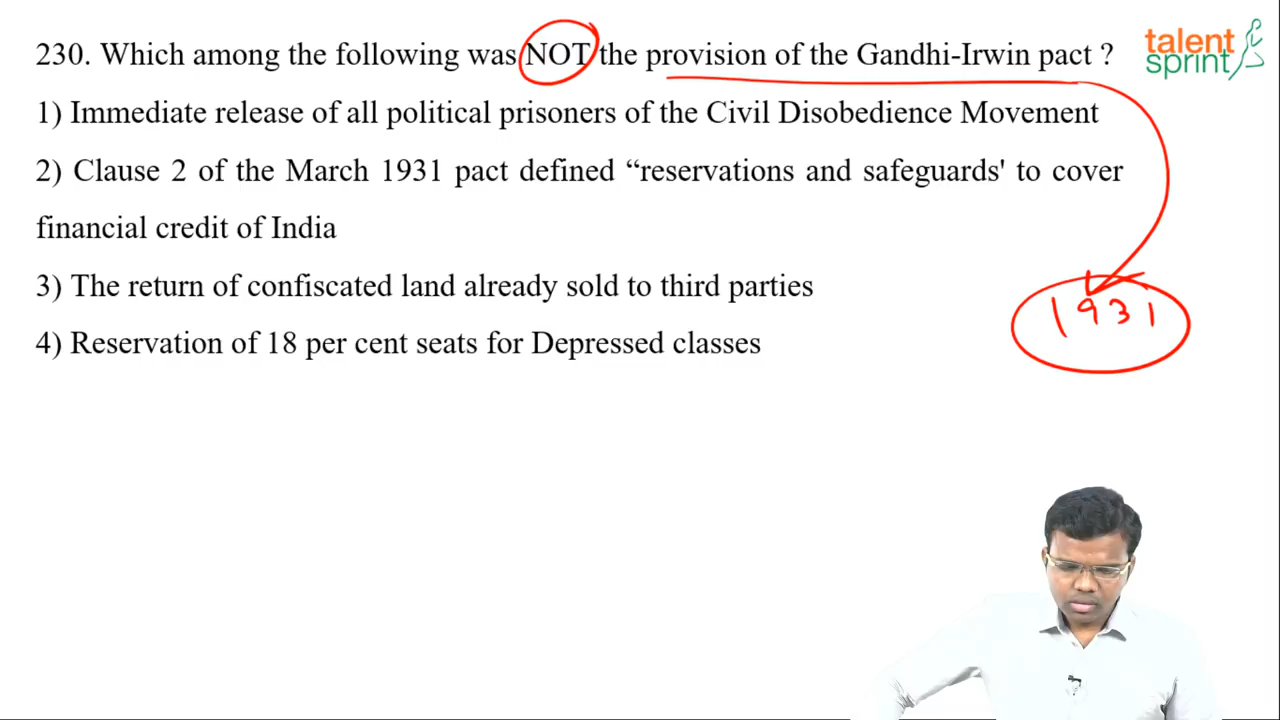 230. Which among the following was NOT the provision of the Gandhi-Irwin pact ?
talent
sprint
1) Immediate release of all political prisoners of the Civil Disobedience Movement
2) Clause 2 of the March 1931 pact defined “reservations and safeguards' to cover
financial credit of India
3) The return of confiscated land already sold to third parties
1931
4) Reservation of 18 per cent seats for Depressed classes